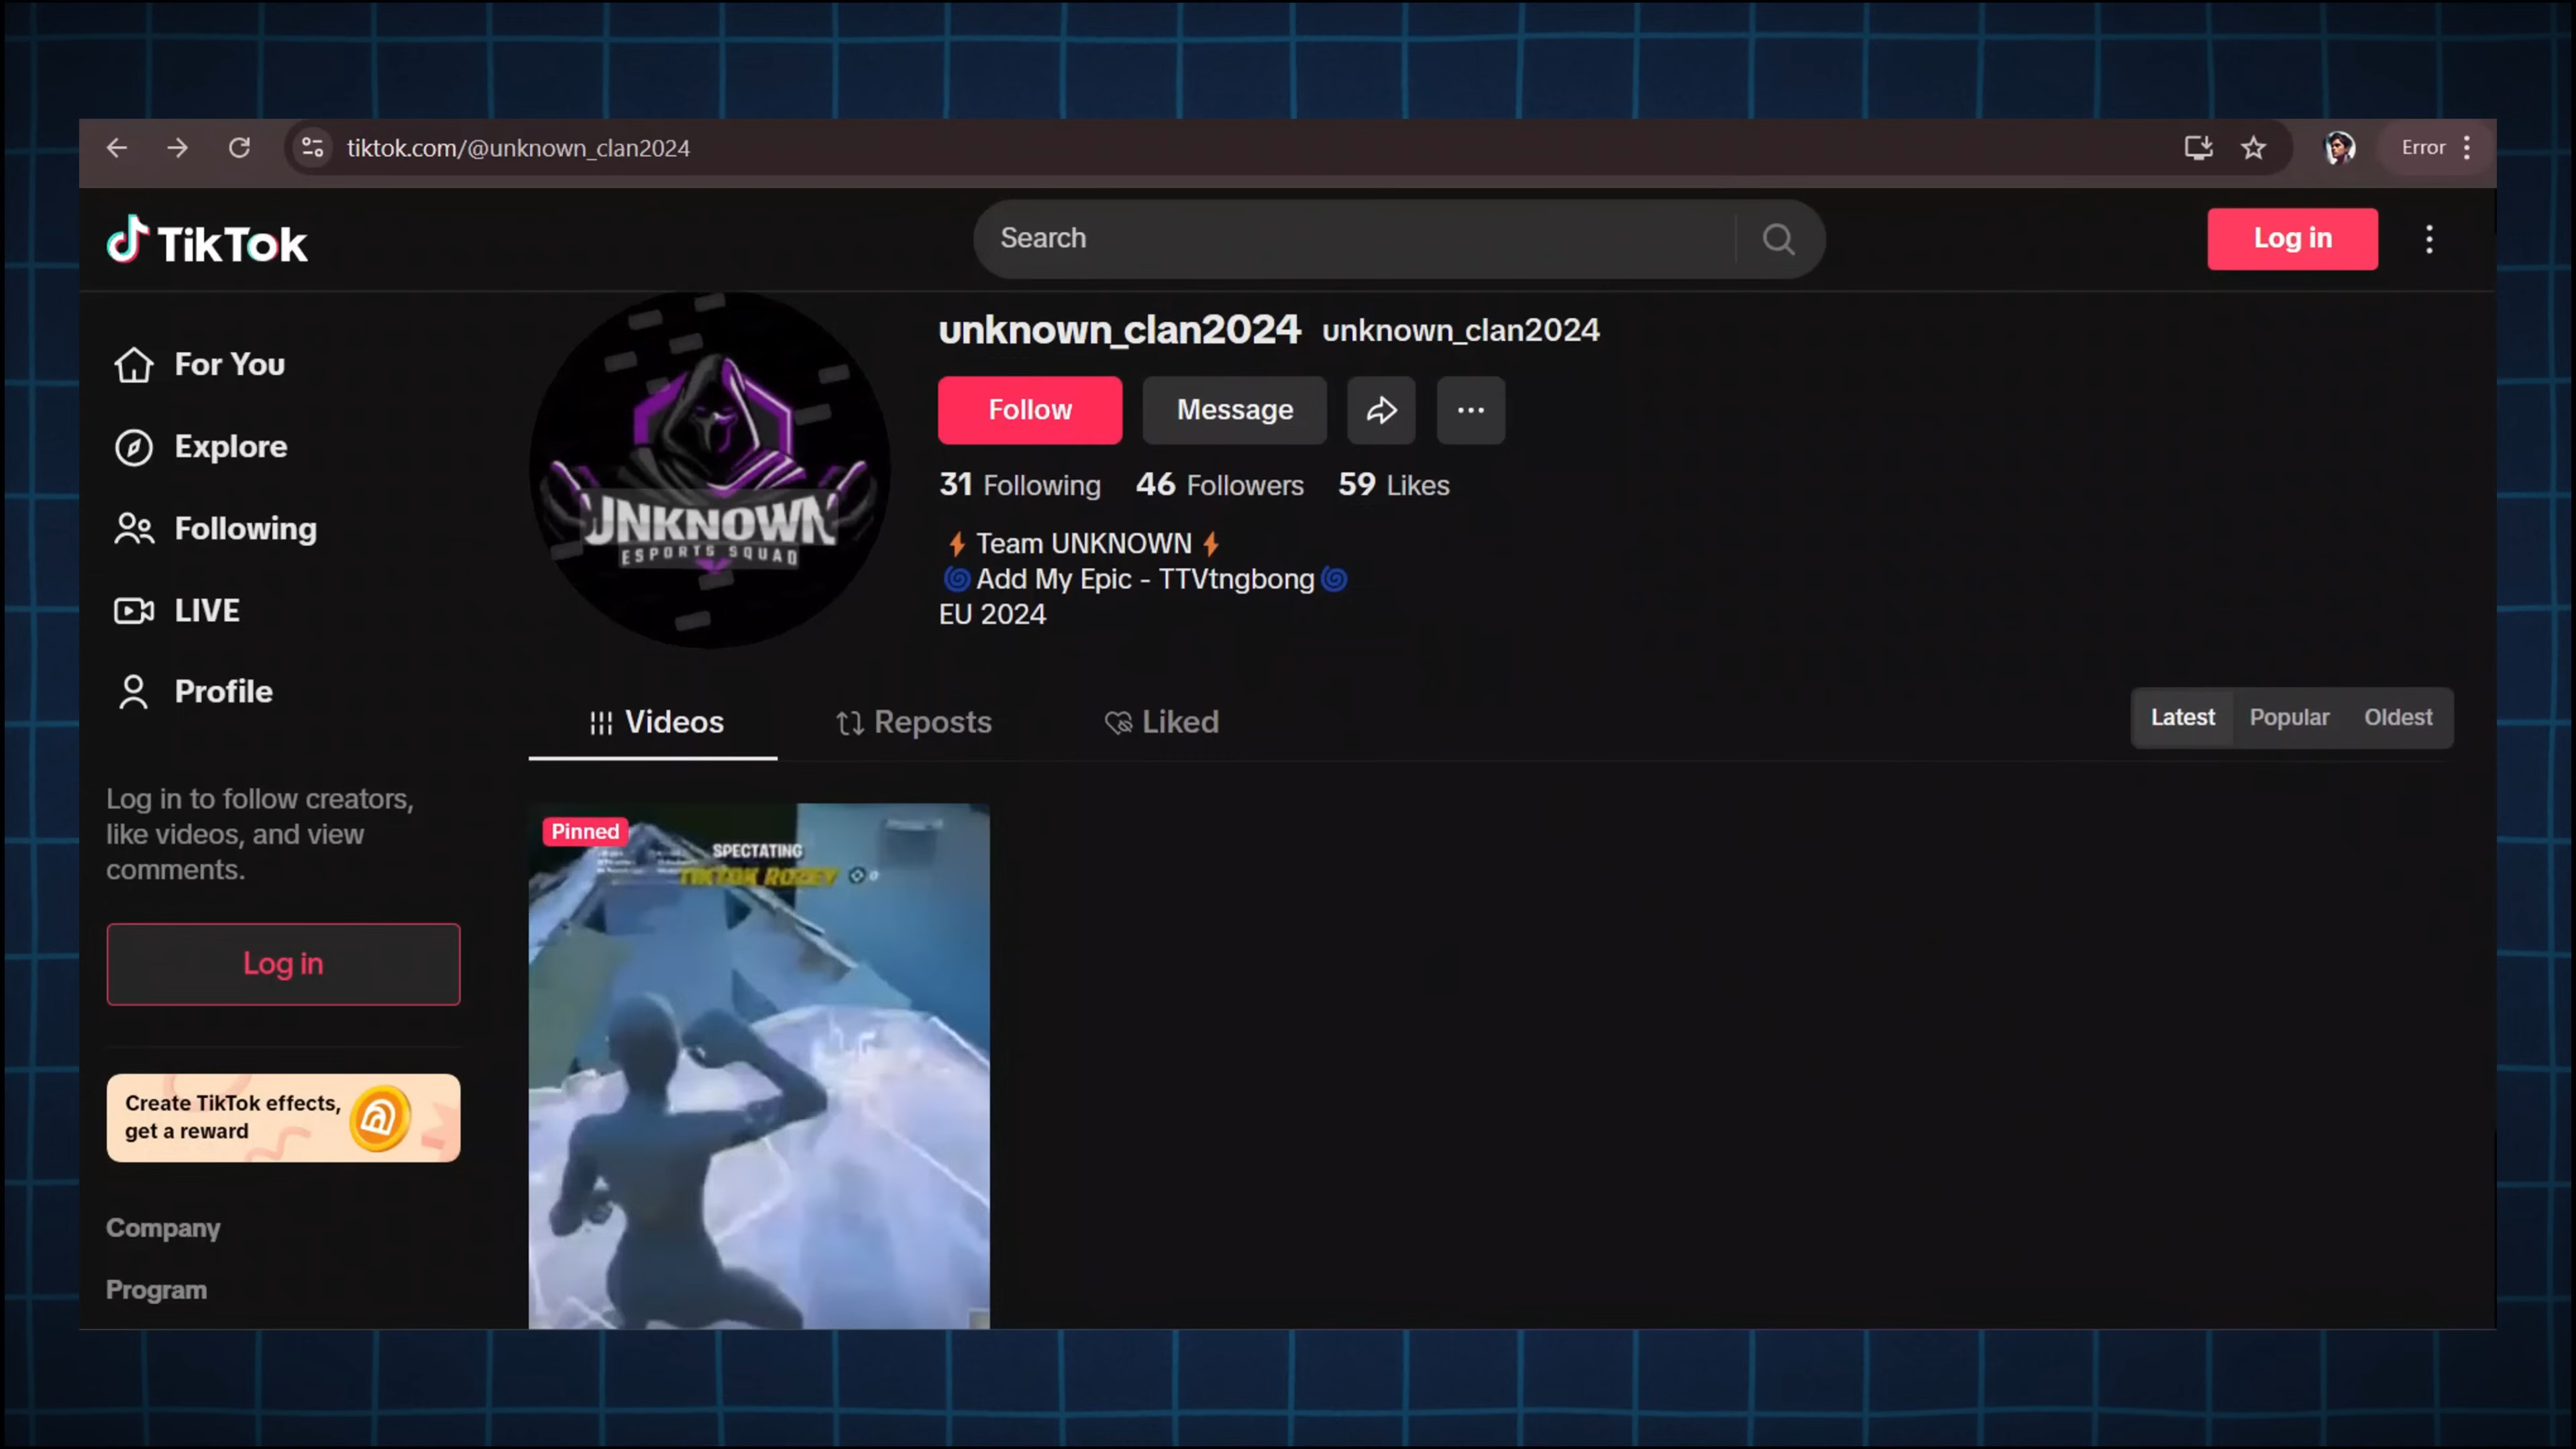 tiktok.com/@unknown_clan2024
Error
TikTok
Search
Log in
For You
Explore
Following
LIVE
Profile
Log in to follow creators,
like videos, and view
comments.
Log in
Create TikTok effects,
get a reward
Company
Program
UNKNOWN
ESPORTS SQUAD
unknown_clan2024 unknown_clan2024
Follow
Message
31 Following 46 Followers 59 Likes
Team UNKNOWN
Add My Epic - TTVtngbong
EU 2024
Videos
Reposts
Liked
Latest
Popular
Oldest
Pinned
SPECTATING
TIKTOK ROZEY